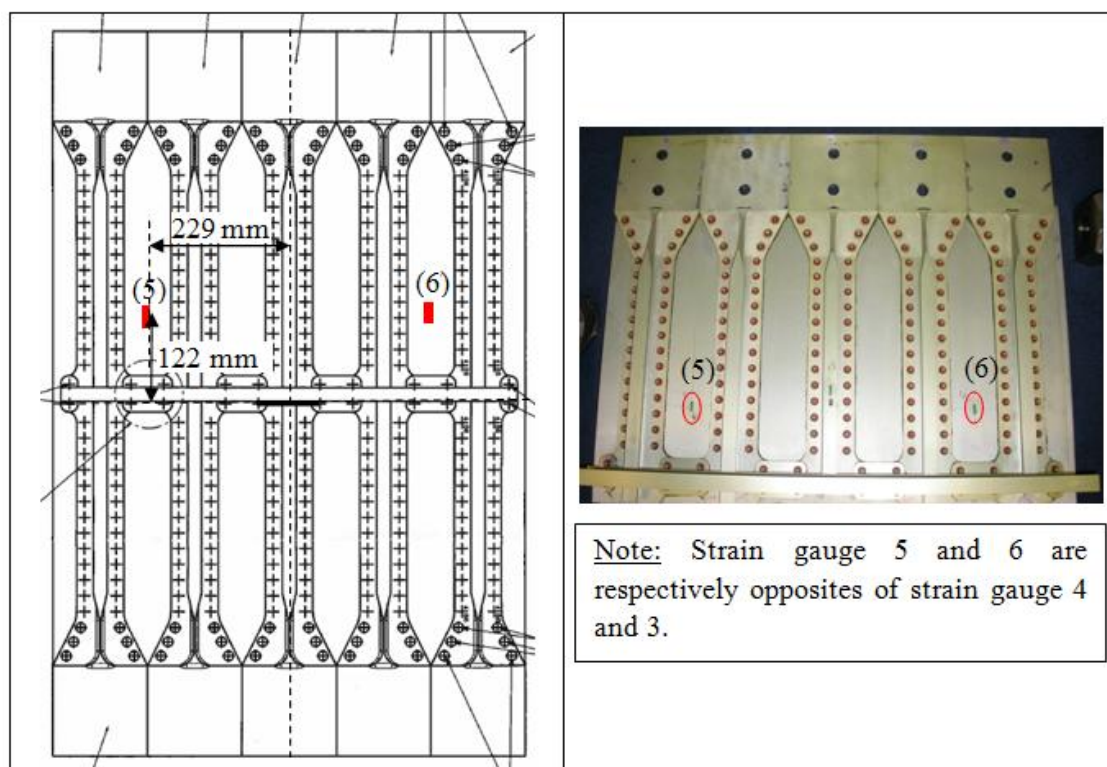 229 mm
(5)
(6)
122 mm
(5)
(6)
Note: Strain gauge 5 and 6 are
respectively opposites of strain gauge 4
and 3.